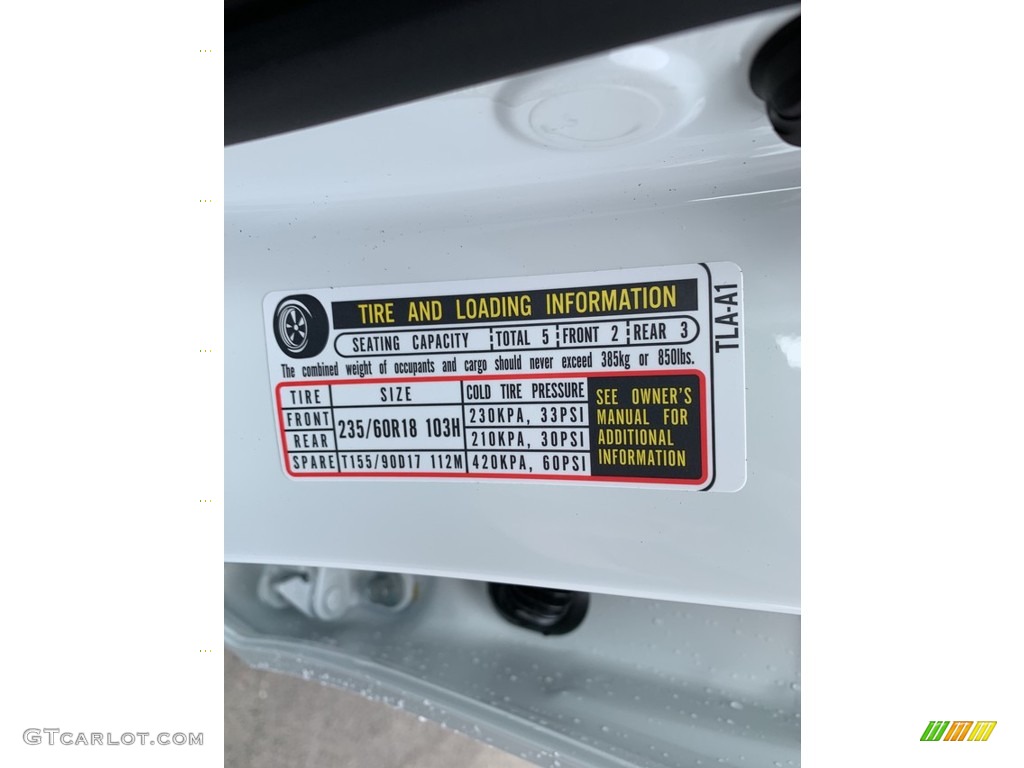 TIRE AND LOADING INFORMATION
SEATING CAPACITY TOTAL 5 FRONT 2 REAR 3
The combined weight of occupants and cargo should never exceed 385kg or 850lbs.
TIRE SIZE COLD TIRE PRESSURE
FRONT 235/60R18 103H 230KPA, 33PSI
REAR 210KPA, 30PSI
SPARE T155/90D17 112M 420KPA, 60PSI
SEE OWNER'S
MANUAL FOR
ADDITIONAL
INFORMATION
TLA-A1
GTCARLOT.COM